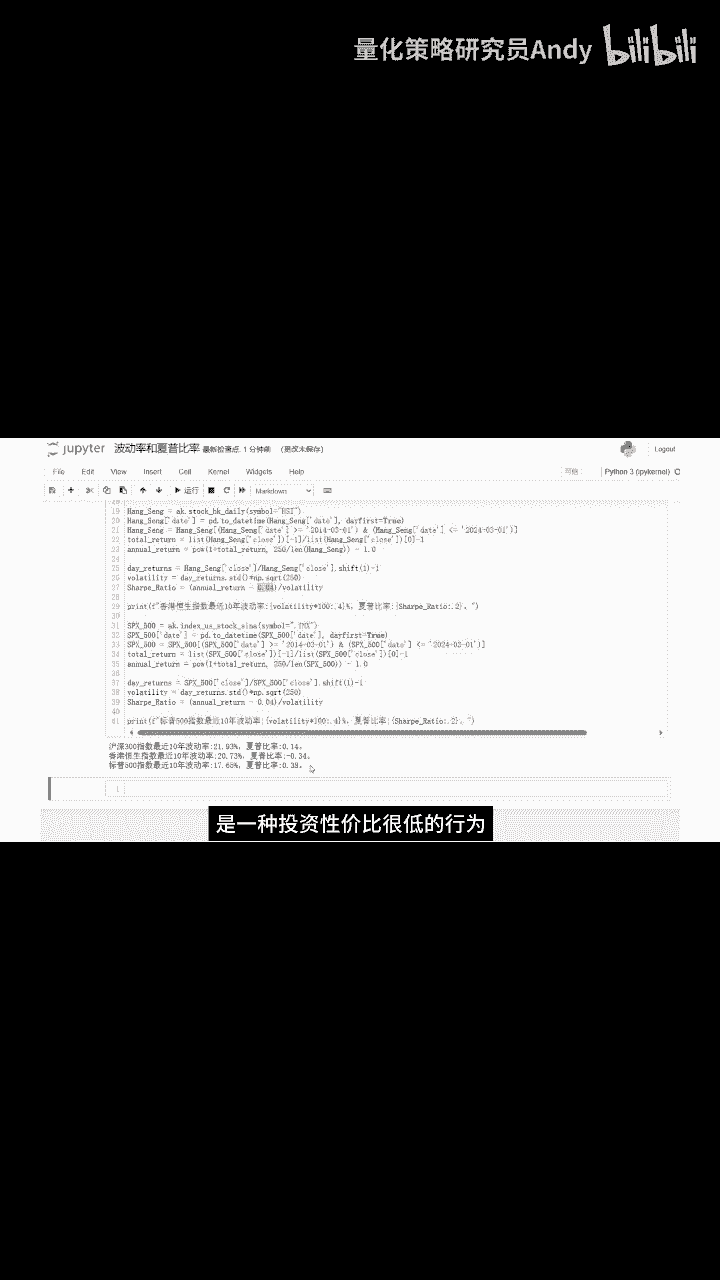 量化策略研究员Andy bilibili
jupyter 波动率和夏普比率 最新检查点: 1 分钟前 (更改未保存)
Logout
File Edit View Insert Cell Kernel Widgets Help
可信 Python 3 (ipykernel)
运行 Markdown
19 Hang_Seng = ak.stock_hk_daily(symbol="HSI")
20 Hang_Seng['date'] = pd.to_datetime(Hang_Seng['date'], dayfirst=True)
21 Hang_Seng = Hang_Seng[(Hang_Seng['date'] >= '2014-03-01') & (Hang_Seng['date'] <= '2024-03-01')]
22 total_return = list(Hang_Seng['close'])[-1]/list(Hang_Seng['close'])[0]-1
23 annual_return = pow(1+total_return, 250/len(Hang_Seng)) - 1.0
24
25 day_returns = Hang_Seng['close']/Hang_Seng['close'].shift(1)-1
26 volatility = day_returns.std()*np.sqrt(250)
27 Sharpe_Ratio = (annual_return - 0.04)/volatility
28
29 print(f"香港恒生指数最近10年波动率:{volatility*100:.4}%，夏普比率:{Sharpe_Ratio:.2}。")
30
31 SPX_500 = ak.index_us_stock_sina(symbol=".INX")
32 SPX_500['date'] = pd.to_datetime(SPX_500['date'], dayfirst=True)
33 SPX_500 = SPX_500[(SPX_500['date'] >= '2014-03-01') & (SPX_500['date'] <= '2024-03-01')]
34 total_return = list(SPX_500['close'])[-1]/list(SPX_500['close'])[0]-1
35 annual_return = pow(1+total_return, 250/len(SPX_500)) - 1.0
36
37 day_returns = SPX_500['close']/SPX_500['close'].shift(1)-1
38 volatility = day_returns.std()*np.sqrt(250)
39 Sharpe_Ratio = (annual_return - 0.04)/volatility
40
41 print(f"标普500指数最近10年波动率:{volatility*100:.4}%，夏普比率:{Sharpe_Ratio:.2}。")
沪深300指数最近10年波动率:21.93%，夏普比率:0.14。
香港恒生指数最近10年波动率:20.73%，夏普比率:-0.34。
标普500指数最近10年波动率:17.65%，夏普比率:0.38。
1
是一种投资性价比很低的行为